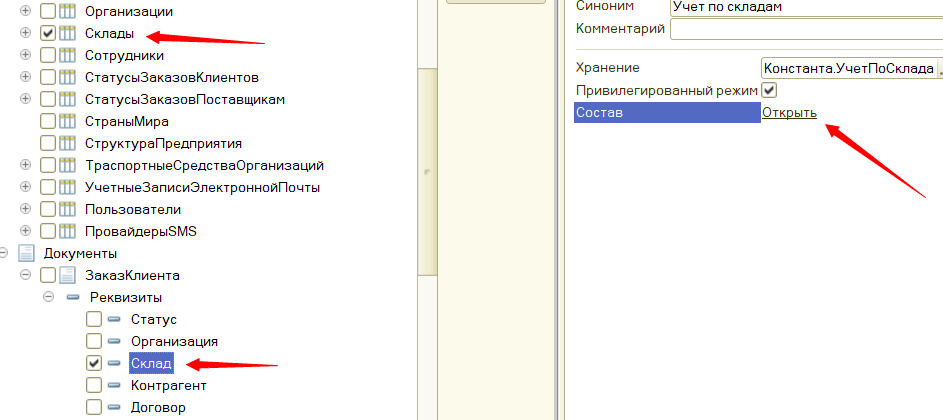 Организации
Склады
Сотрудники
СтатусыЗаказовКлиентов
СтатусыЗаказовПоставщикам
СтраныМира
СтруктураПредприятия
ТраспортныеСредстваОрганизаций
УчетныеЗаписиЭлектроннойПочты
Пользователи
ПровайдерыSMS
Документы
ЗаказКлиента
Реквизиты
Статус
Организация
Склад
Контрагент
Договор
Синоним Учет по складам
Комментарий
Хранение Константа.УчетПоСклада ...
Привилегированный режим
Состав Открыть